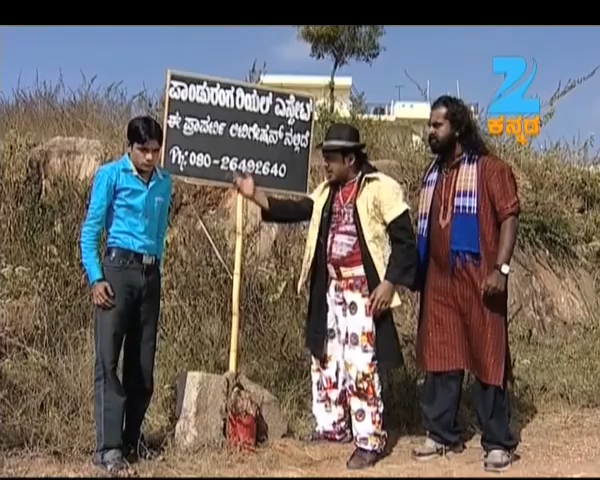 ಪಾಂಡುರಂಗ ರಿಯಲ್ ಎಸ್ಟೇಟ್
ಈ ಪ್ರಾಪರ್ಟಿ ಲಿಟಿಗೇಷನ್ನಲ್ಲಿದೆ
Ph: 080 - 26492640
Z
ಕನ್ನಡ